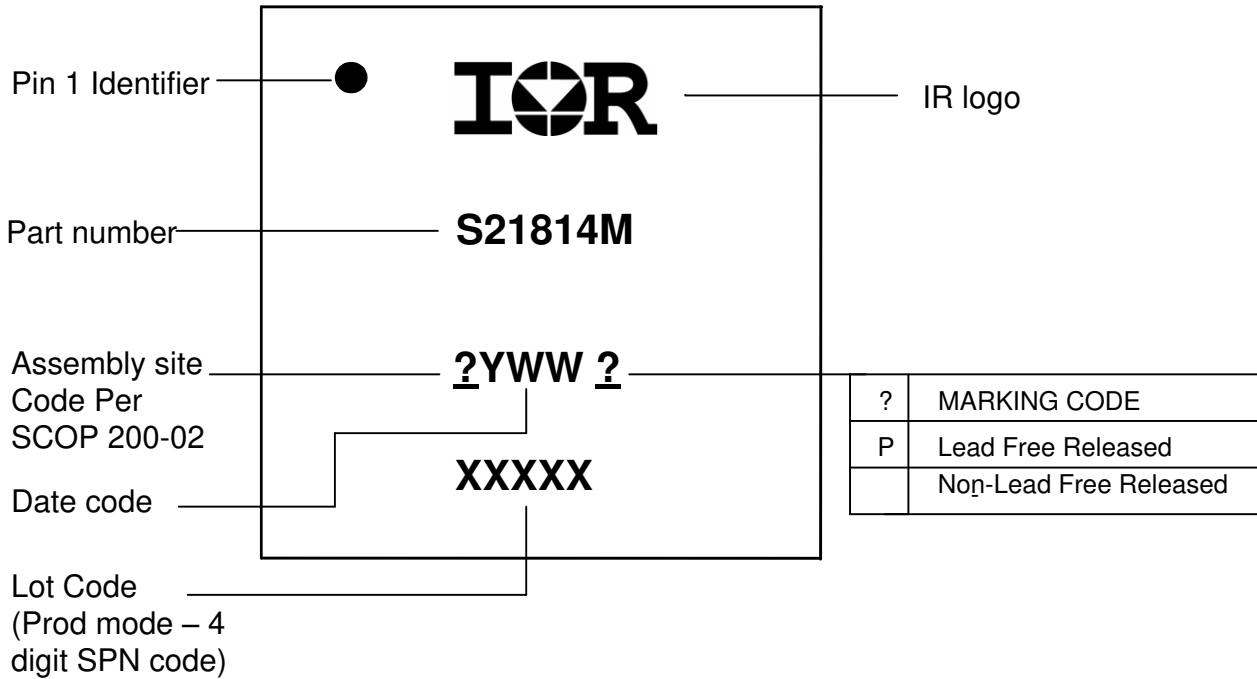 Pin 1 Identifier
IOR
IR logo
Part number
S21814M
Assembly site
Code Per
SCOP 200-02
?YWW ?
? MARKING CODE
P Lead Free Released
Non-Lead Free Released
Date code
XXXXX
Lot Code
(Prod mode – 4
digit SPN code)